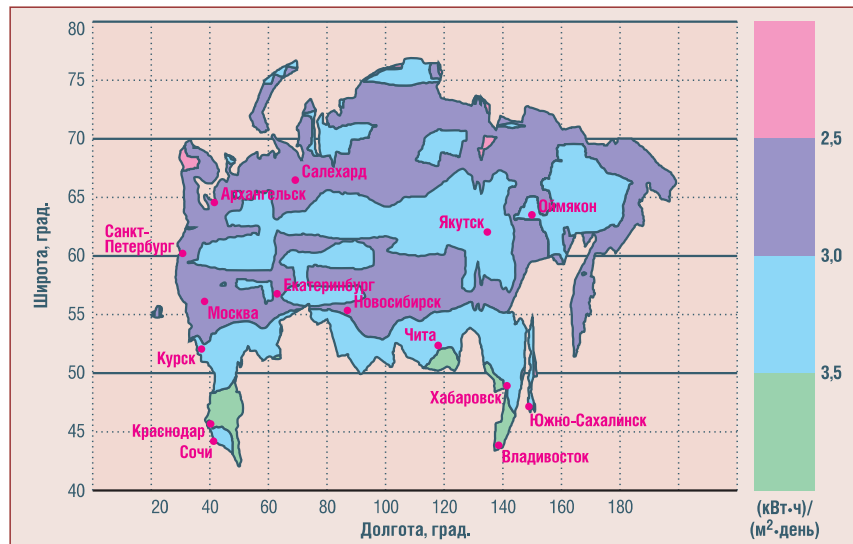 80
75
70
65
60
55
50
45
40
Широта, град.
Салехард
Архангельск
Санкт-
Петербург
Якутск
Оймякон
Екатеринбург
Москва
Новосибирск
Чита
Курск
Хабаровск
Южно-Сахалинск
Краснодар
Сочи
Владивосток
20 40 60 80 100 120 140 160 180
Долгота, град.
2,5
3,0
3,5
(кВт•ч)/
(м²•день)